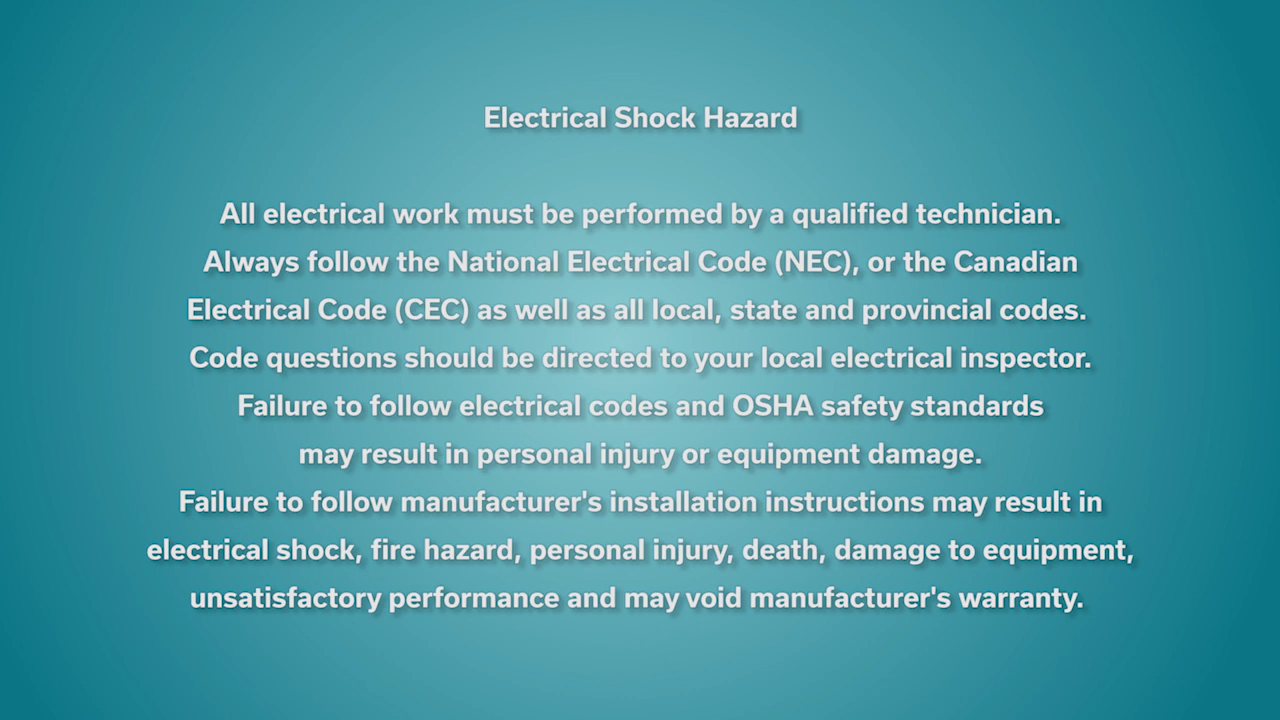 Electrical Shock Hazard
All electrical work must be performed by a qualified technician.
Always follow the National Electrical Code (NEC), or the Canadian
Electrical Code (CEC) as well as all local, state and provincial codes.
Code questions should be directed to your local electrical inspector.
Failure to follow electrical codes and OSHA safety standards
may result in personal injury or equipment damage.
Failure to follow manufacturer's installation instructions may result in
electrical shock, fire hazard, personal injury, death, damage to equipment,
unsatisfactory performance and may void manufacturer's warranty.